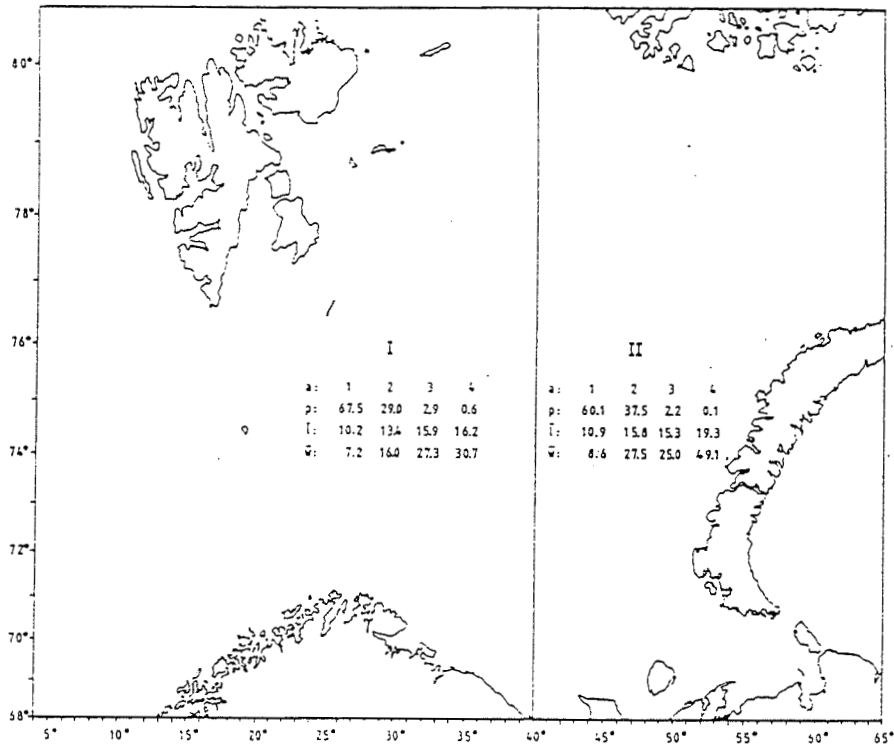 80°
78°
76°
74°
72°
70°
58°
I
a: 1 2 3 4
p: 67.5 29.0 2.9 0.6
l̄: 10.2 13.4 15.9 16.2
w̄: 7.2 16.0 27.3 30.7
II
a: 1 2 3 4
p: 60.1 37.5 2.2 0.1
l̄: 10.9 15.8 15.3 19.3
w̄: 8.6 27.5 25.0 49.1
5° 10° 15° 20° 25° 30° 35° 40° 45° 50° 55° 50° 65